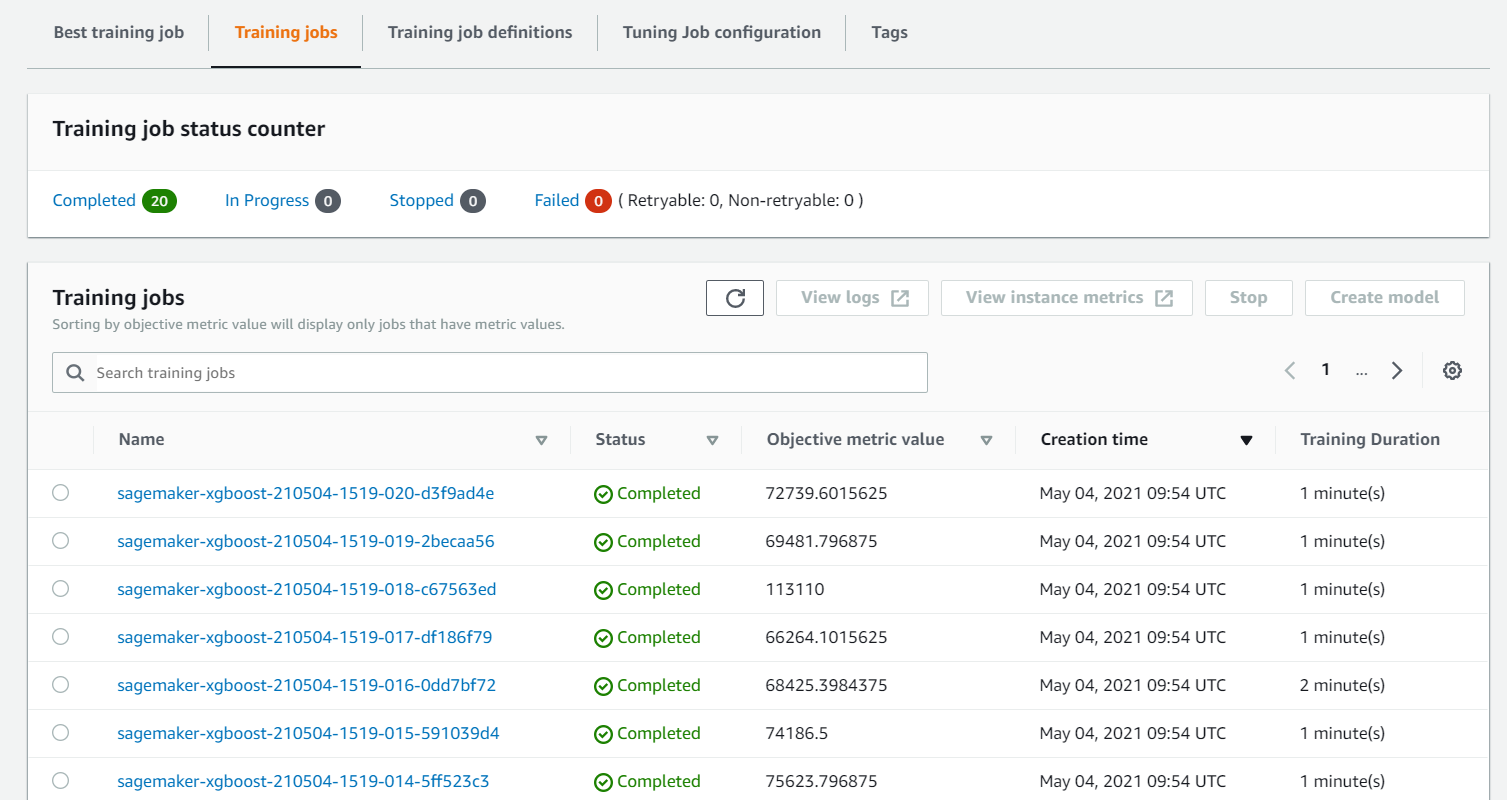 Best training job Training jobs Training job definitions Tuning Job configuration Tags
Training job status counter
Completed 20 In Progress 0 Stopped 0 Failed 0 ( Retryable: 0, Non-retryable: 0 )
Training jobs View logs View instance metrics Stop Create model
Sorting by objective metric value will display only jobs that have metric values.
Search training jobs 1 ...
Name Status Objective metric value Creation time Training Duration
sagemaker-xgboost-210504-1519-020-d3f9ad4e Completed 72739.6015625 May 04, 2021 09:54 UTC 1 minute(s)
sagemaker-xgboost-210504-1519-019-2becaa56 Completed 69481.796875 May 04, 2021 09:54 UTC 1 minute(s)
sagemaker-xgboost-210504-1519-018-c67563ed Completed 113110 May 04, 2021 09:54 UTC 1 minute(s)
sagemaker-xgboost-210504-1519-017-df186f79 Completed 66264.1015625 May 04, 2021 09:54 UTC 1 minute(s)
sagemaker-xgboost-210504-1519-016-0dd7bf72 Completed 68425.3984375 May 04, 2021 09:54 UTC 2 minute(s)
sagemaker-xgboost-210504-1519-015-591039d4 Completed 74186.5 May 04, 2021 09:54 UTC 1 minute(s)
sagemaker-xgboost-210504-1519-014-5ff523c3 Completed 75623.796875 May 04, 2021 09:54 UTC 1 minute(s)